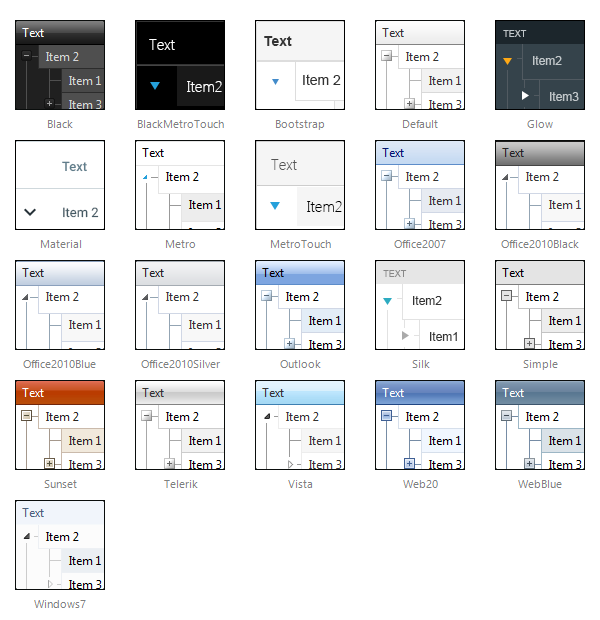 Text
Item 2
Item 1
Item 3
Black
Text
Item2
BlackMetroTouch
Text
Item 2
Bootstrap
Text
Item 2
Item 1
Item 3
Default
TEXT
Item2
Item3
Glow
Text
Item 2
Material
Text
Item 2
Item 1
Metro
Text
Item2
MetroTouch
Text
Item 2
Item 1
Item 3
Office2007
Text
Item 2
Item 1
Office2010Black
Text
Item 2
Item 1
Item 3
Office2010Blue
Text
Item 2
Item 1
Item 3
Office2010Silver
Text
Item 2
Item 1
Item 3
Outlook
TEXT
Item2
Item1
Silk
Text
Item 2
Item 1
Item 3
Simple
Text
Item 2
Item 1
Item 3
Sunset
Text
Item 2
Item 1
Item 3
Telerik
Text
Item 2
Item 1
Item 3
Vista
Text
Item 2
Item 1
Item 3
Web20
Text
Item 2
Item 1
Item 3
WebBlue
Text
Item 2
Item 1
Item 3
Windows7